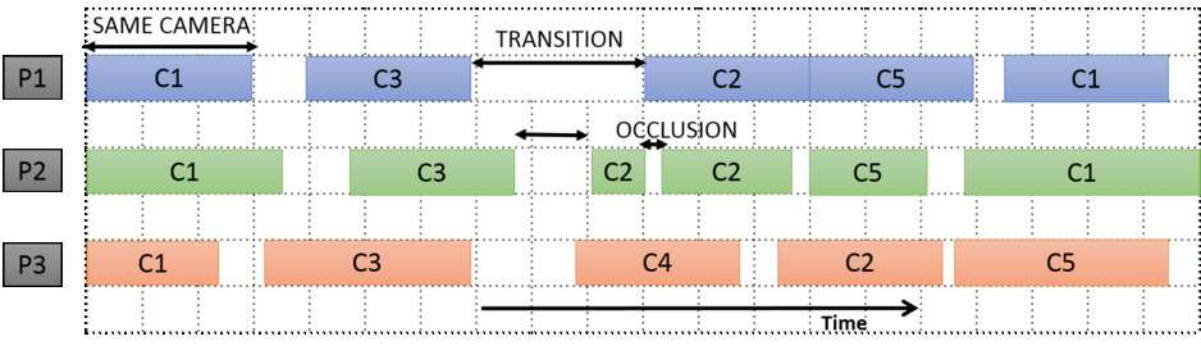 SAME CAMERA
TRANSITION
P1 C1 C3 C2 C5 C1
OCCLUSION
P2 C1 C3 C2 C2 C5 C1
P3 C1 C3 C4 C2 C5
Time